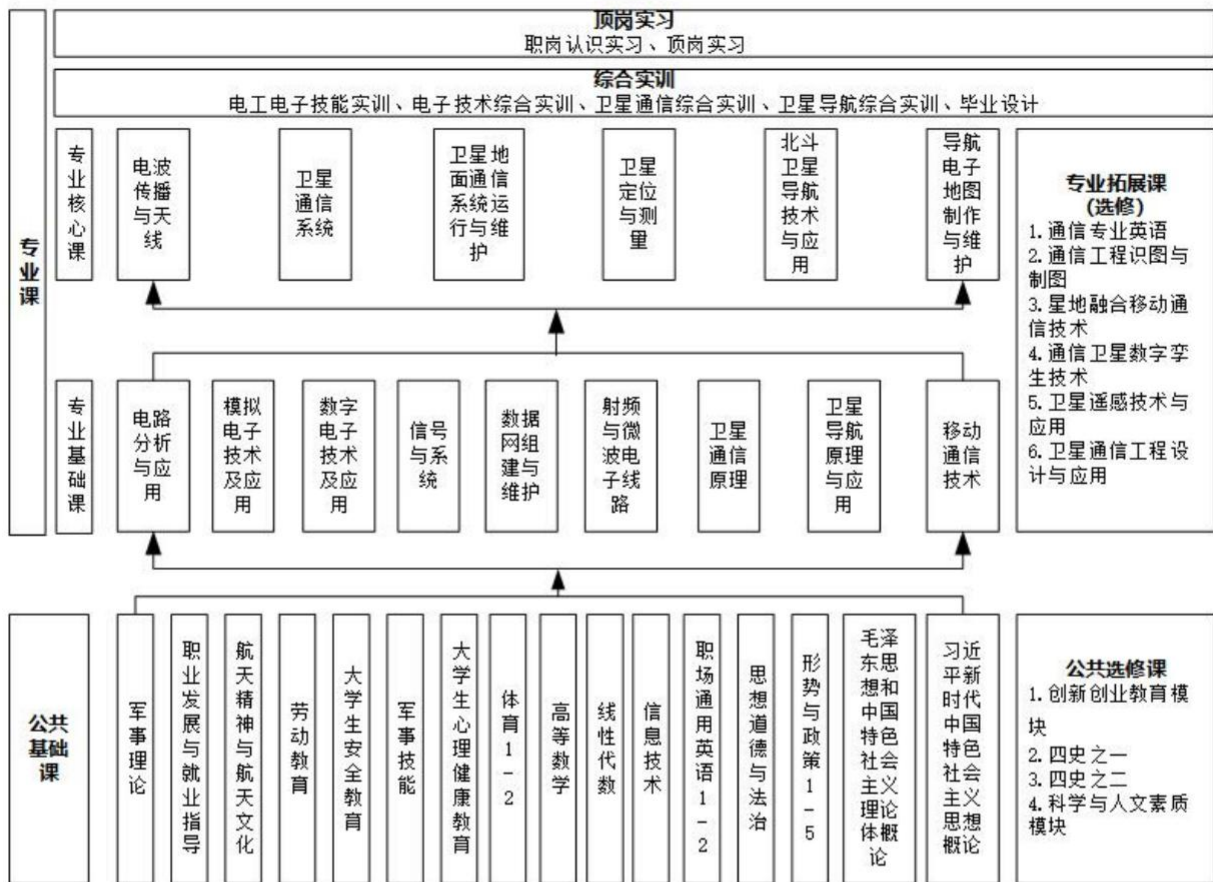 顶岗实习
职岗认识实习、顶岗实习
综合实训
电工电子技能实训、电子技术综合实训、卫星通信综合实训、卫星导航综合实训、毕业设计
专业课
专业核心课
电波
传播
与天
线
卫星
通信
系统
卫星地
面通信
系统运
行与维
护
卫星
定位
与测
量
北斗
卫星
导航
技术
与应
用
导航
电子
地图
制作
与维
护
专业拓展课
(选修)
1.通信专业英语
2.通信工程识图与
制图
3.星地融合移动通
信技术
4.通信卫星数字孪
生技术
5.卫星遥感技术与
应用
6.卫星通信工程设
计与应用
专业基础课
电路
分析
与应
用
模拟
电子
技术
及应
用
数字
电子
技术
及应
用
信号
与系
统
数据
网组
建与
维护
射频
与微
波电
子线
路
卫星
通信
原理
卫星
导航
原理
与应
用
移动
通信
技术
公共
基础
课
军事理论
职业发展与就业指导
航天精神与航天文化
劳动教育
大学生安全教育
军事技能
大学生心理健康教育
体育1-2
高等数学
线性代数
信息技术
职场通用英语1-2
思想道德与法治
形势与政策1-5
毛泽
东思
想和
中国
特色
社会
主义
理论
体概
论
习近
平新
时代
中国
特色
社会
主义
思想
概论
公共选修课
1.创新创业教育模
块
2.四史之一
3.四史之二
4.科学与人文素质
模块